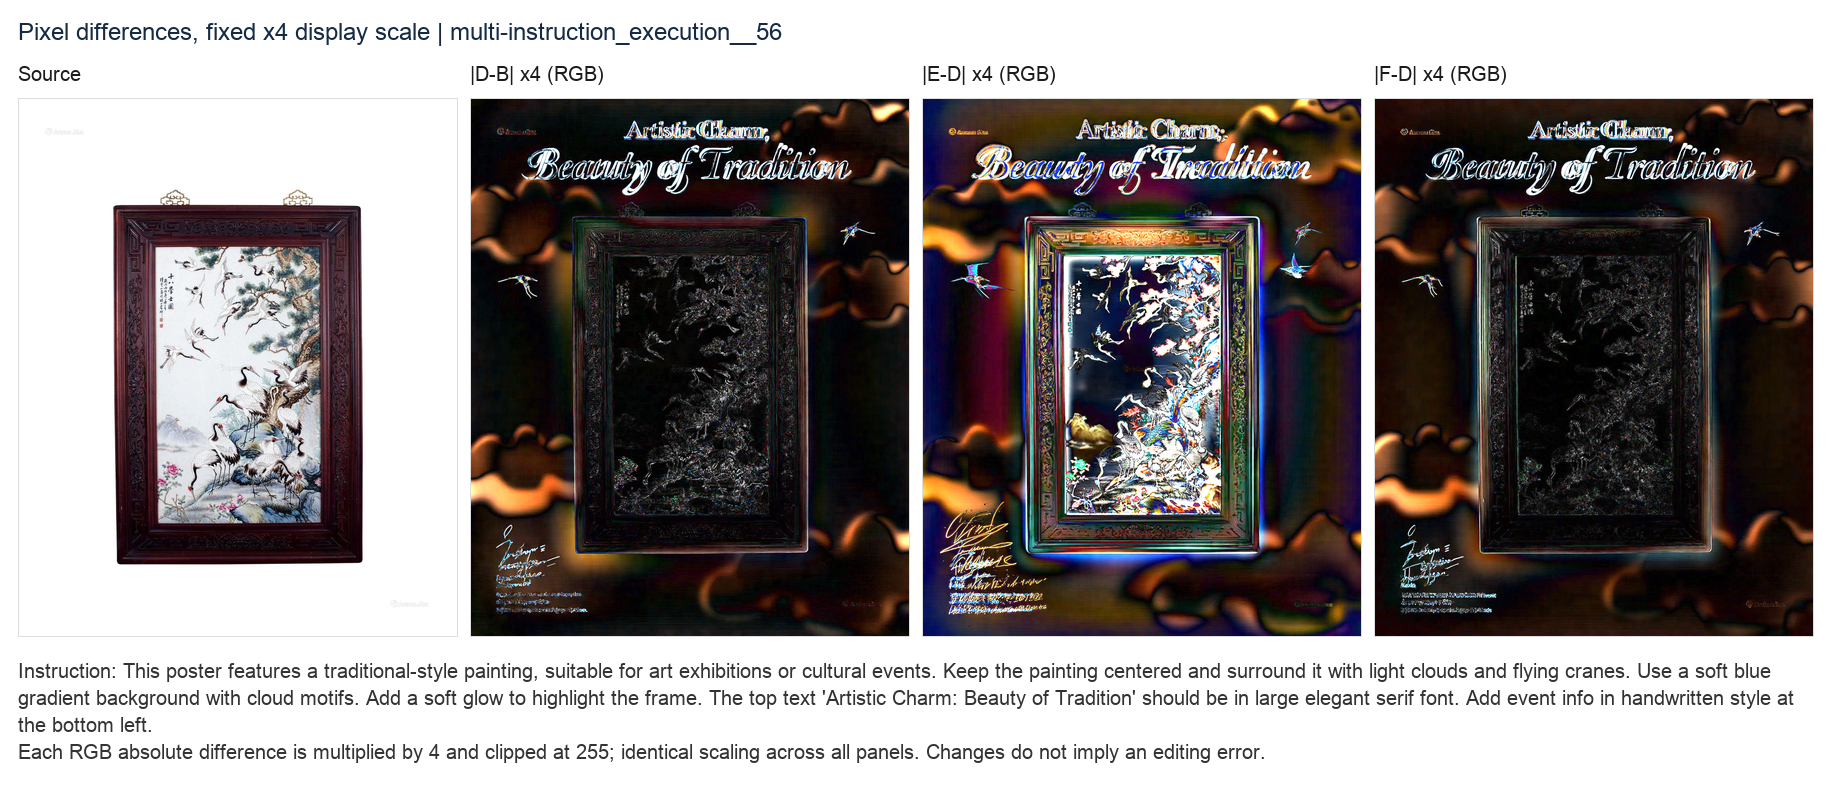 Pixel differences, fixed x4 display scale | multi-instruction_execution__56
Source
|D-B| x4 (RGB)
|E-D| x4 (RGB)
|F-D| x4 (RGB)
Artistic Charm,
Beauty of Tradition
Artistic Charm:
Beauty of Tradition
Artistic Charm,
Beauty of Tradition
Instruction: This poster features a traditional-style painting, suitable for art exhibitions or cultural events. Keep the painting centered and surround it with light clouds and flying cranes. Use a soft blue
gradient background with cloud motifs. Add a soft glow to highlight the frame. The top text 'Artistic Charm: Beauty of Tradition' should be in large elegant serif font. Add event info in handwritten style at
the bottom left.
Each RGB absolute difference is multiplied by 4 and clipped at 255; identical scaling across all panels. Changes do not imply an editing error.